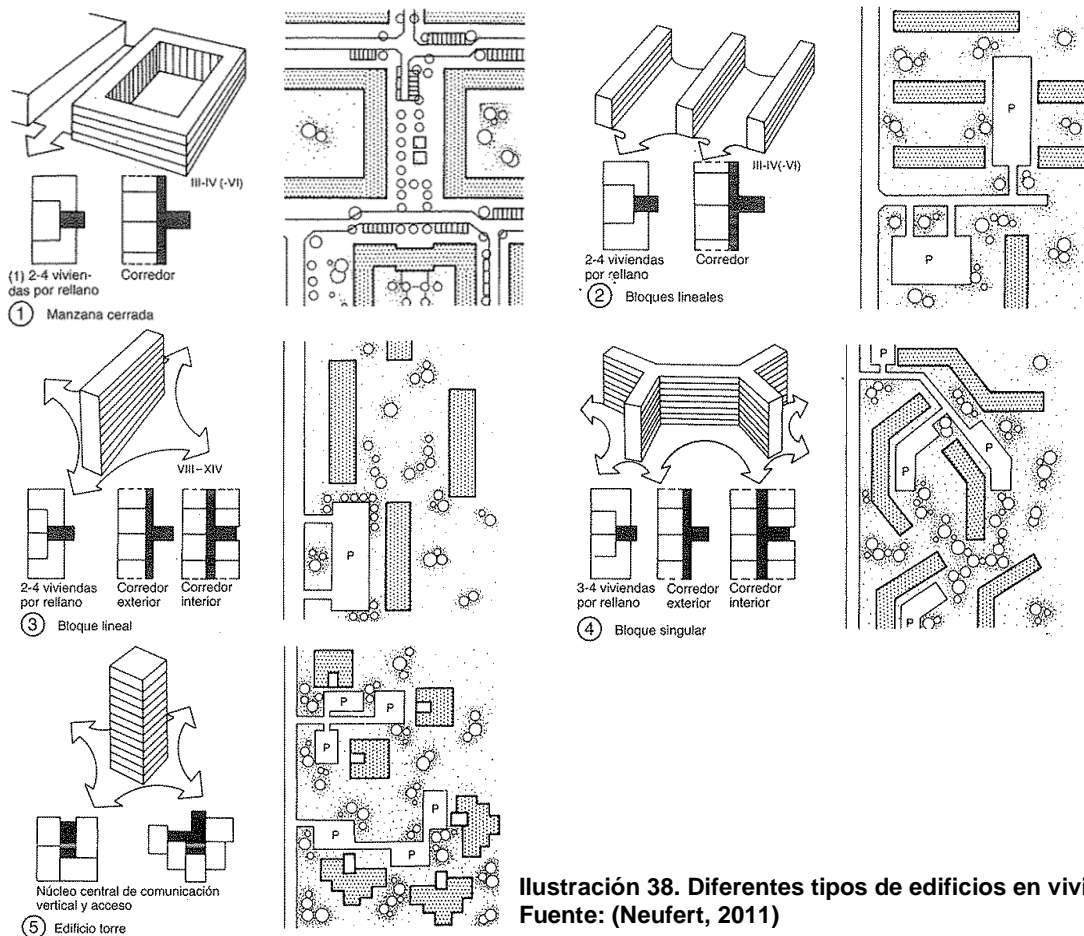 III-IV (-VI)
(1) 2-4 vivien-
das por rellano
Corredor
1 Manzana cerrada
III-IV(-VI)
2-4 viviendas
por rellano
Corredor
2 Bloques lineales
P
P
VIII–XIV
2-4 viviendas
por rellano
Corredor
exterior
Corredor
interior
3 Bloque lineal
P
3-4 viviendas
por rellano
Corredor
exterior
Corredor
interior
4 Bloque singular
P
P
P
P
Núcleo central de comunicación
vertical y acceso
5 Edificio torre
P
P
P
P
P
P
Ilustración 38. Diferentes tipos de edificios en vivi
Fuente: (Neufert, 2011)